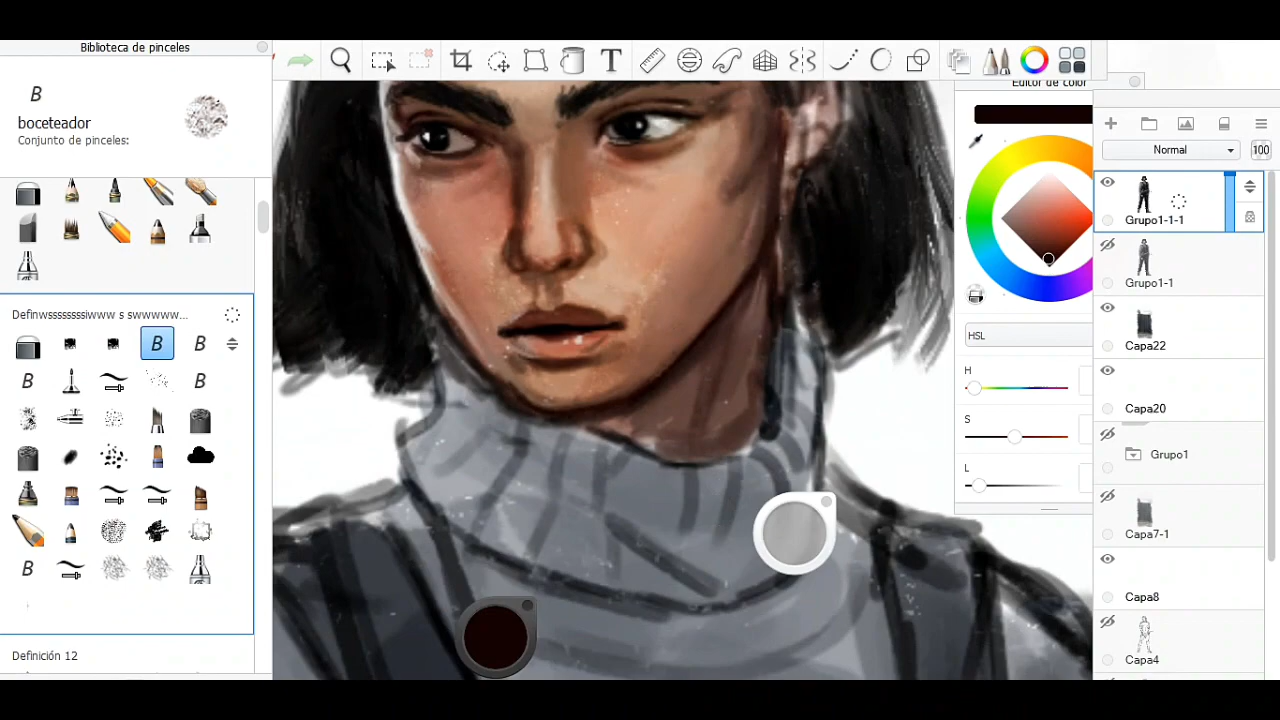 Biblioteca de pinceles
B
boceteador
Conjunto de pinceles:
Definwssssssssiwww s swwwww...
B
B
B
B
B
Definición 12
T
Editor de color
HSL
H
S
L
Normal
100
Grupo1-1-1
Grupo1-1
Capa22
Capa20
Grupo1
Capa7-1
Capa8
Capa4